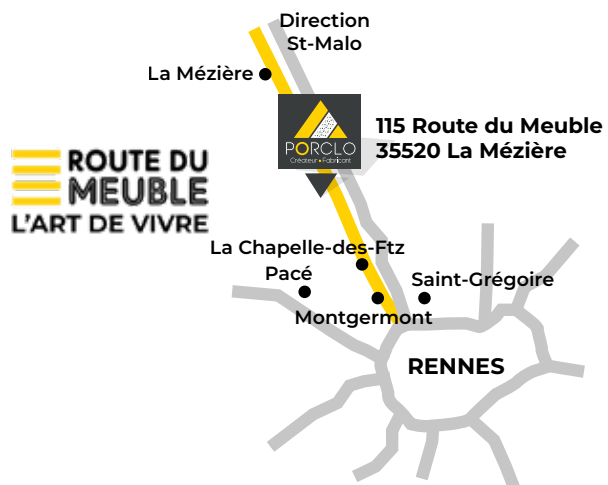 Direction
St-Malo
La Mézière
PORCLO
Créateur • Fabricant
115 Route du Meuble
35520 La Mézière
ROUTE DU
MEUBLE
L'ART DE VIVRE
La Chapelle-des-Ftz
Pacé
Saint-Grégoire
Montgermont
RENNES